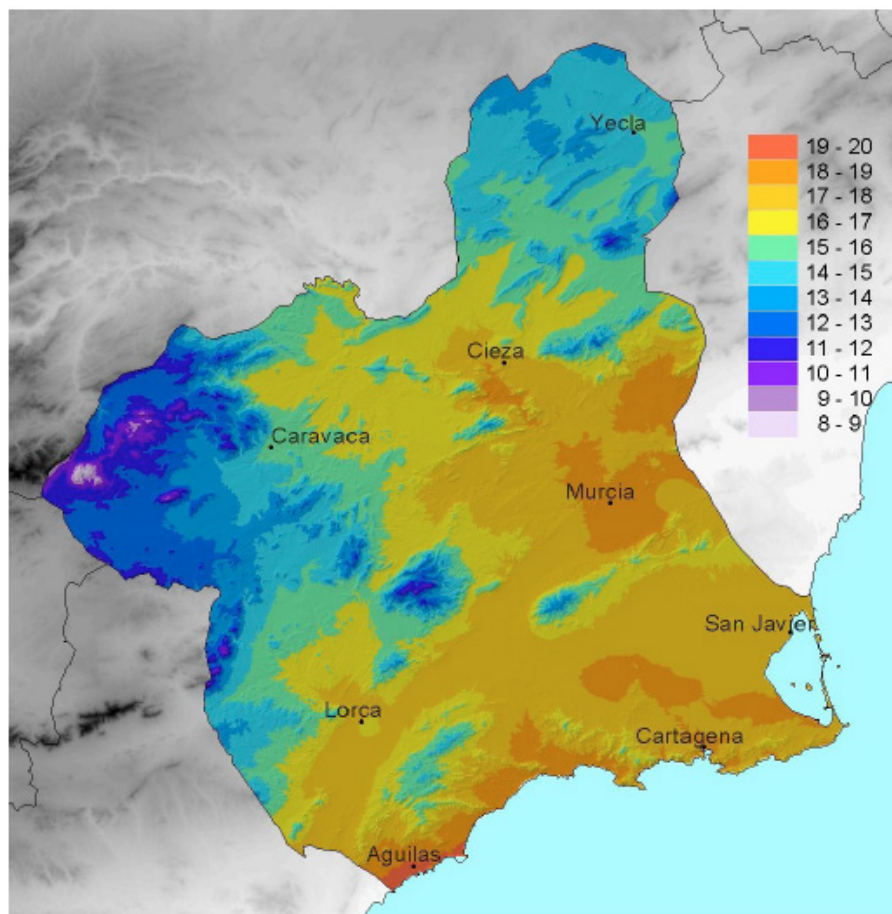 Yecla
19 - 20
18 - 19
17 - 18
16 - 17
15 - 16
14 - 15
13 - 14
12 - 13
11 - 12
10 - 11
9 - 10
8 - 9
Cieza
Caravaca
Murcia
San Javier
Lorca
Cartagena
Aguilas